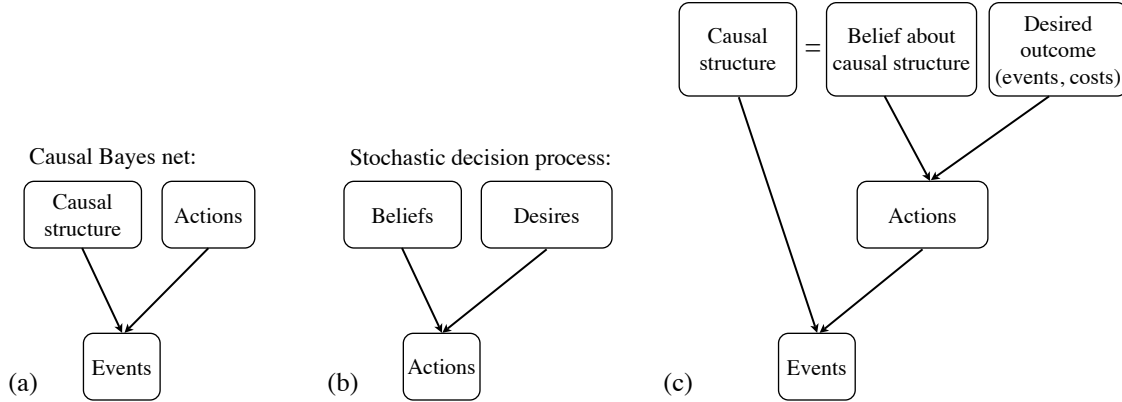 Causal Bayes net:
Causal
structure
Actions
Events
(a)
Stochastic decision process:
Beliefs
Desires
Actions
(b)
Causal
structure
=
Belief about
causal structure
Desired
outcome
(events, costs)
Actions
Events
(c)